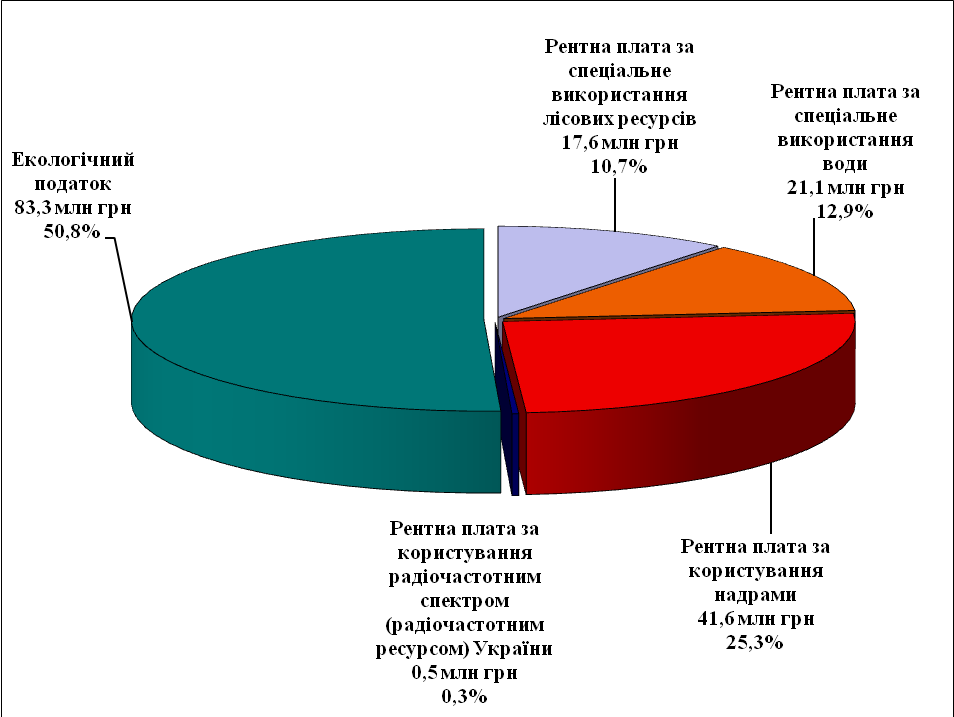 Рентна плата за
спеціальне
використання
лісових ресурсів
17,6 млн грн
10,7%
Рентна плата за
спеціальне
використання
води
21,1 млн грн
12,9%
Екологічний
податок
83,3 млн грн
50,8%
Рентна плата за
користування
радіочастотним
спектром
(радіочастотним
ресурсом) України
0,5 млн грн
0,3%
Рентна плата за
користування
надрами
41,6 млн грн
25,3%